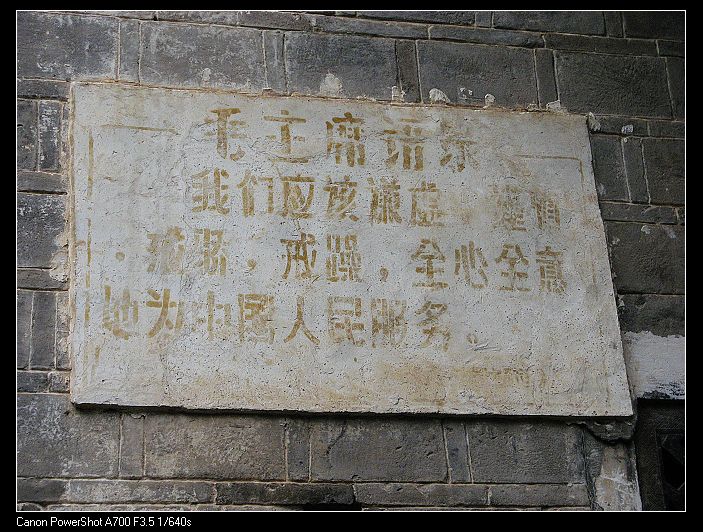 毛主席语录
我们应该谦虚,谨慎
,戒骄,戒躁,全心全意
地为中国人民服务。
Canon PowerShot A700 F3.5 1/640s